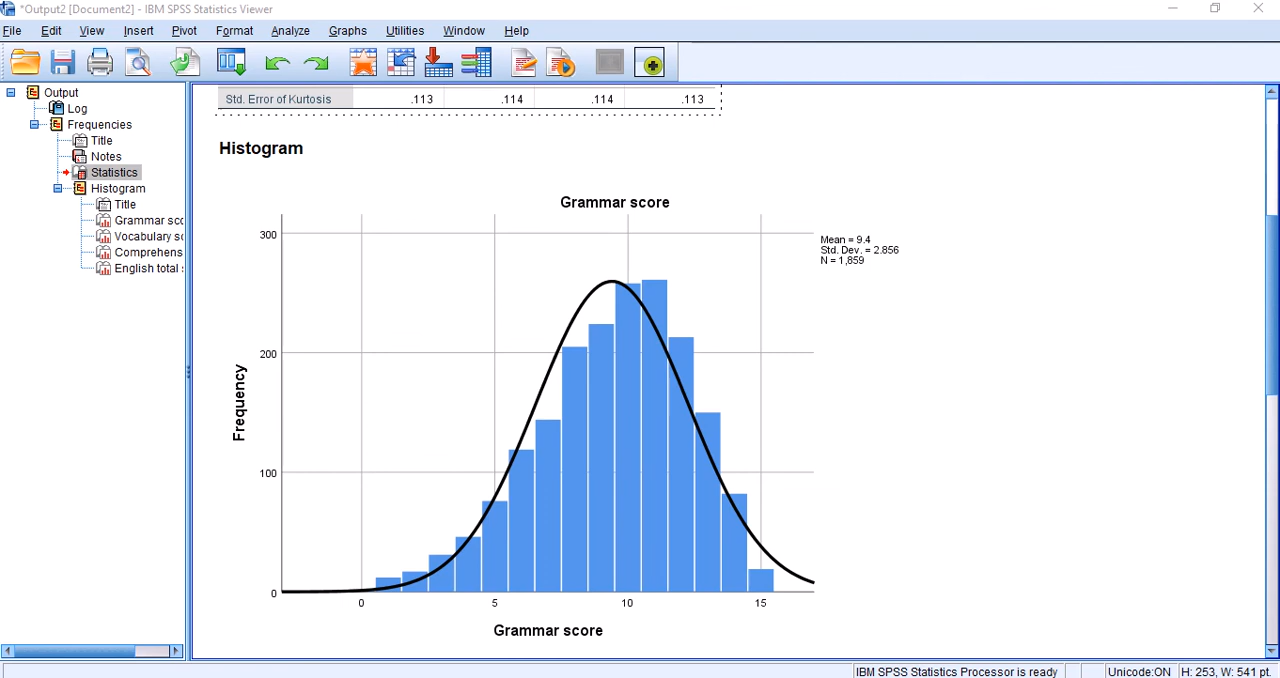 *Output2 [Document2] - IBM SPSS Statistics Viewer
File Edit View Insert Pivot Format Analyze Graphs Utilities Window Help
Output
Log
Frequencies
Title
Notes
Statistics
Histogram
Title
Grammar sco
Vocabulary sc
Comprehens
English total s
Std. Error of Kurtosis .113 .114 .114 .113
Histogram
Grammar score
Mean = 9.4
Std. Dev. = 2.856
N = 1,859
Frequency
300
200
100
0
0 5 10 15
Grammar score
IBM SPSS Statistics Processor is ready Unicode:ON H: 253, W: 541 pt.